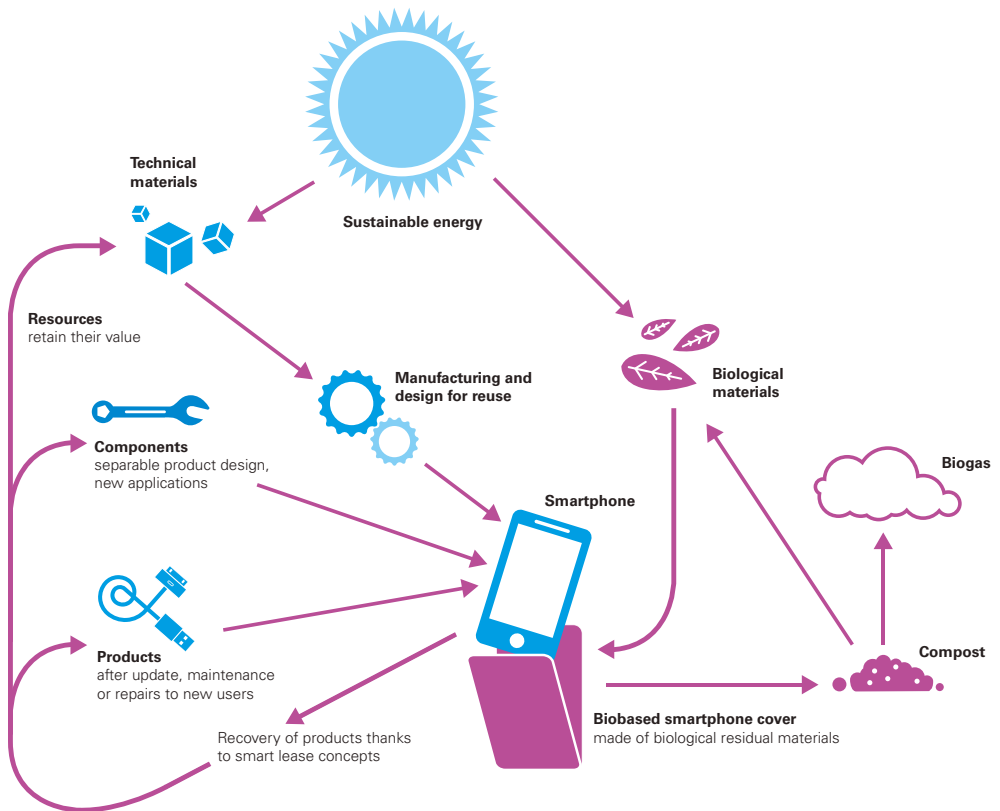 Technical
materials
Sustainable energy
Resources
retain their value
Manufacturing and
design for reuse
Biological
materials
Components
separable product design,
new applications
Biogas
Smartphone
Products
after update, maintenance
or repairs to new users
Compost
Biobased smartphone cover
made of biological residual materials
Recovery of products thanks
to smart lease concepts